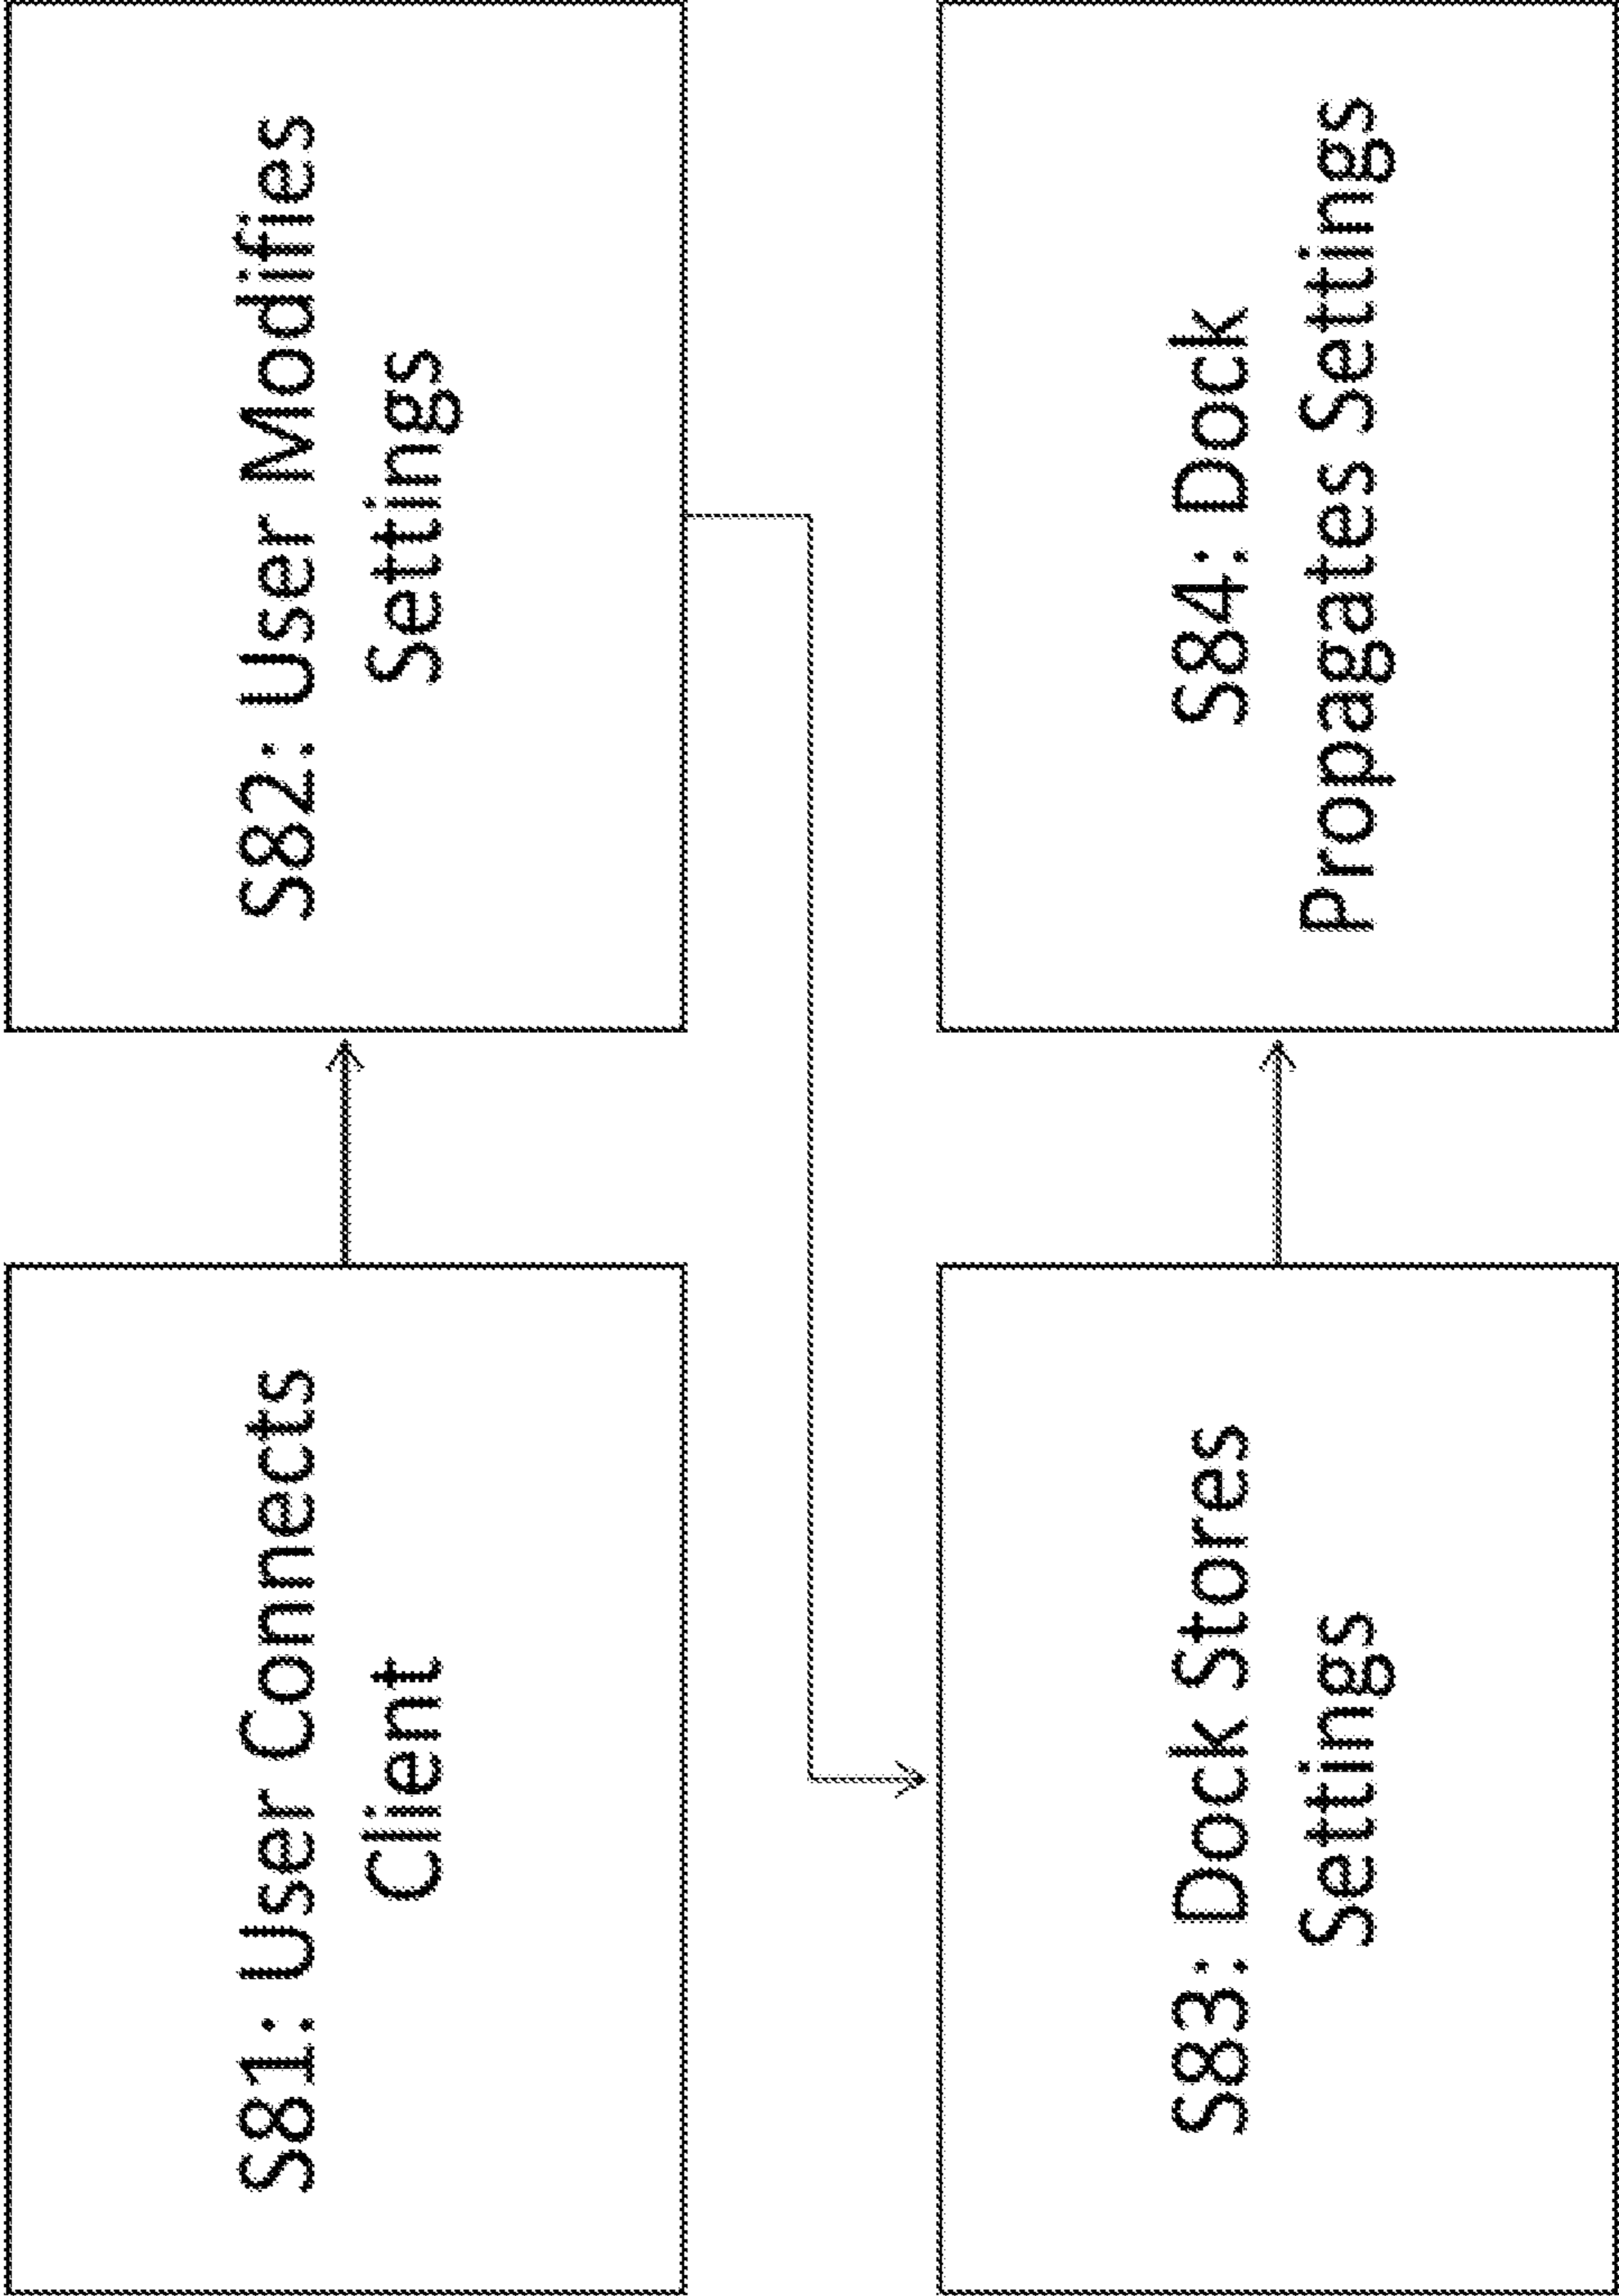 S81: User Connects
Client
S82: User Modifies
Settings
S83: Dock Stores
Settings
S84: Dock
Propagates Settings